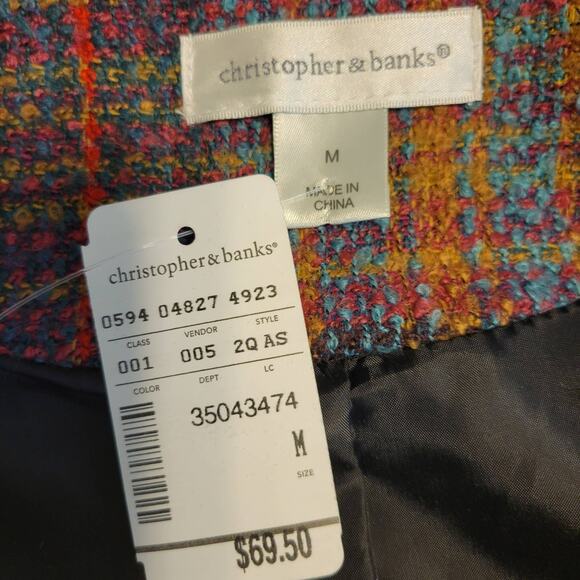 christopher & banks®
M
MADE IN
CHINA
christopher & banks®
0594 04827 4923
CLASS VENDOR STYLE
001 005 2Q AS
COLOR DEPT LC
35043474
M
SIZE
$69.50